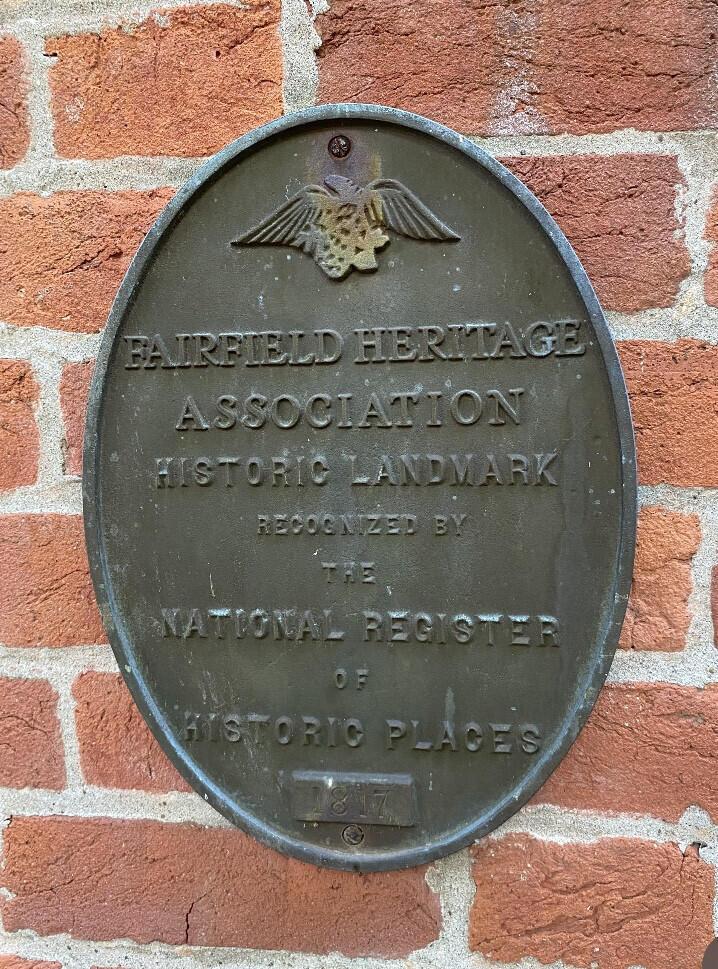 FAIRFIELD HERITAGE
ASSOCIATION
HISTORIC LANDMARK
RECOGNIZED BY
THE
NATIONAL REGISTER
OF
HISTORIC PLACES
1817